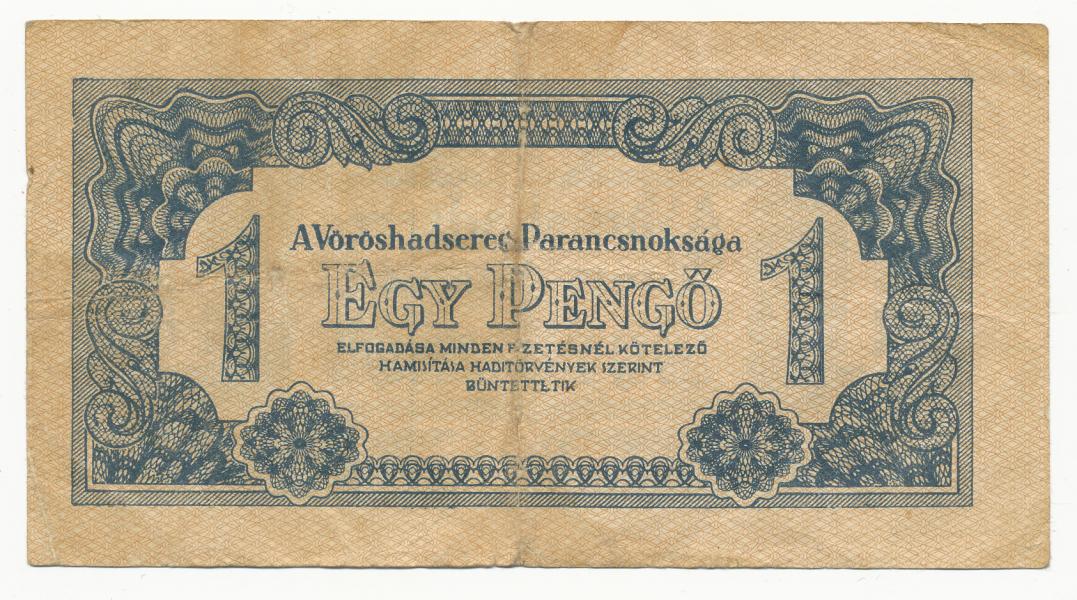 A Vöröshadsereg Parancsnoksága
1 EGY PENGŐ 1
ELFOGADÁSA MINDEN FIZETÉSNÉL KÖTELEZŐ
HAMISÍTÁSA HADITÖRVÉNYEK SZERINT
BÜNTETTETIK